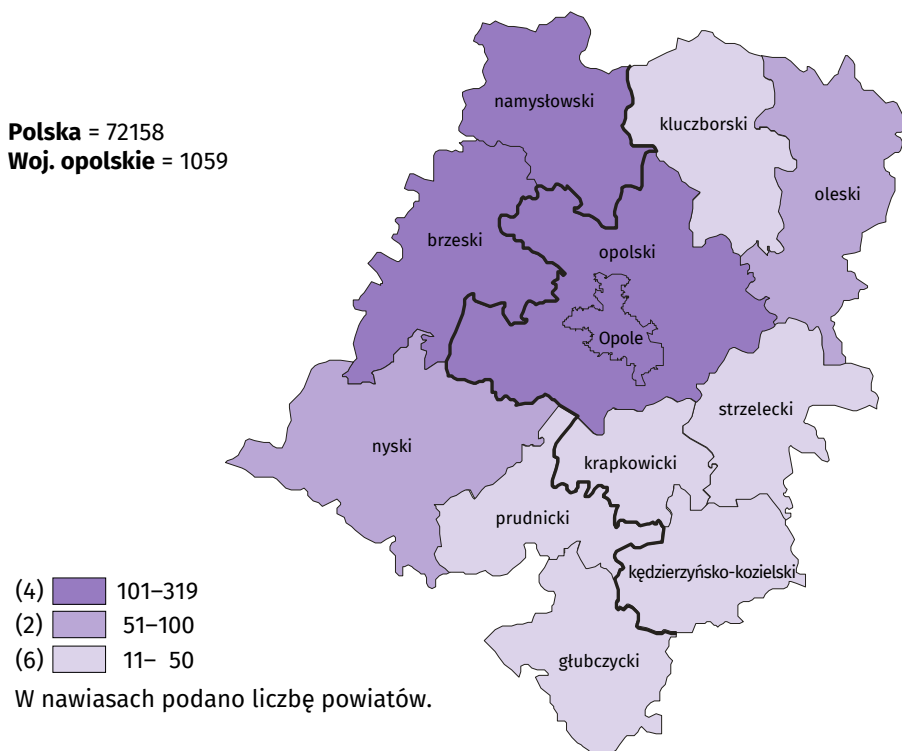 namysłowski
Polska = 72158
kluczborski
Woj. opolskie = 1059
oleski
brzeski
opolski
Opole
strzelecki
nyski
krapkowicki
prudnicki
kędzierzyńsko-kozielski
(4) 101–319
(2) 51–100
(6) 11– 50
głubczycki
W nawiasach podano liczbę powiatów.